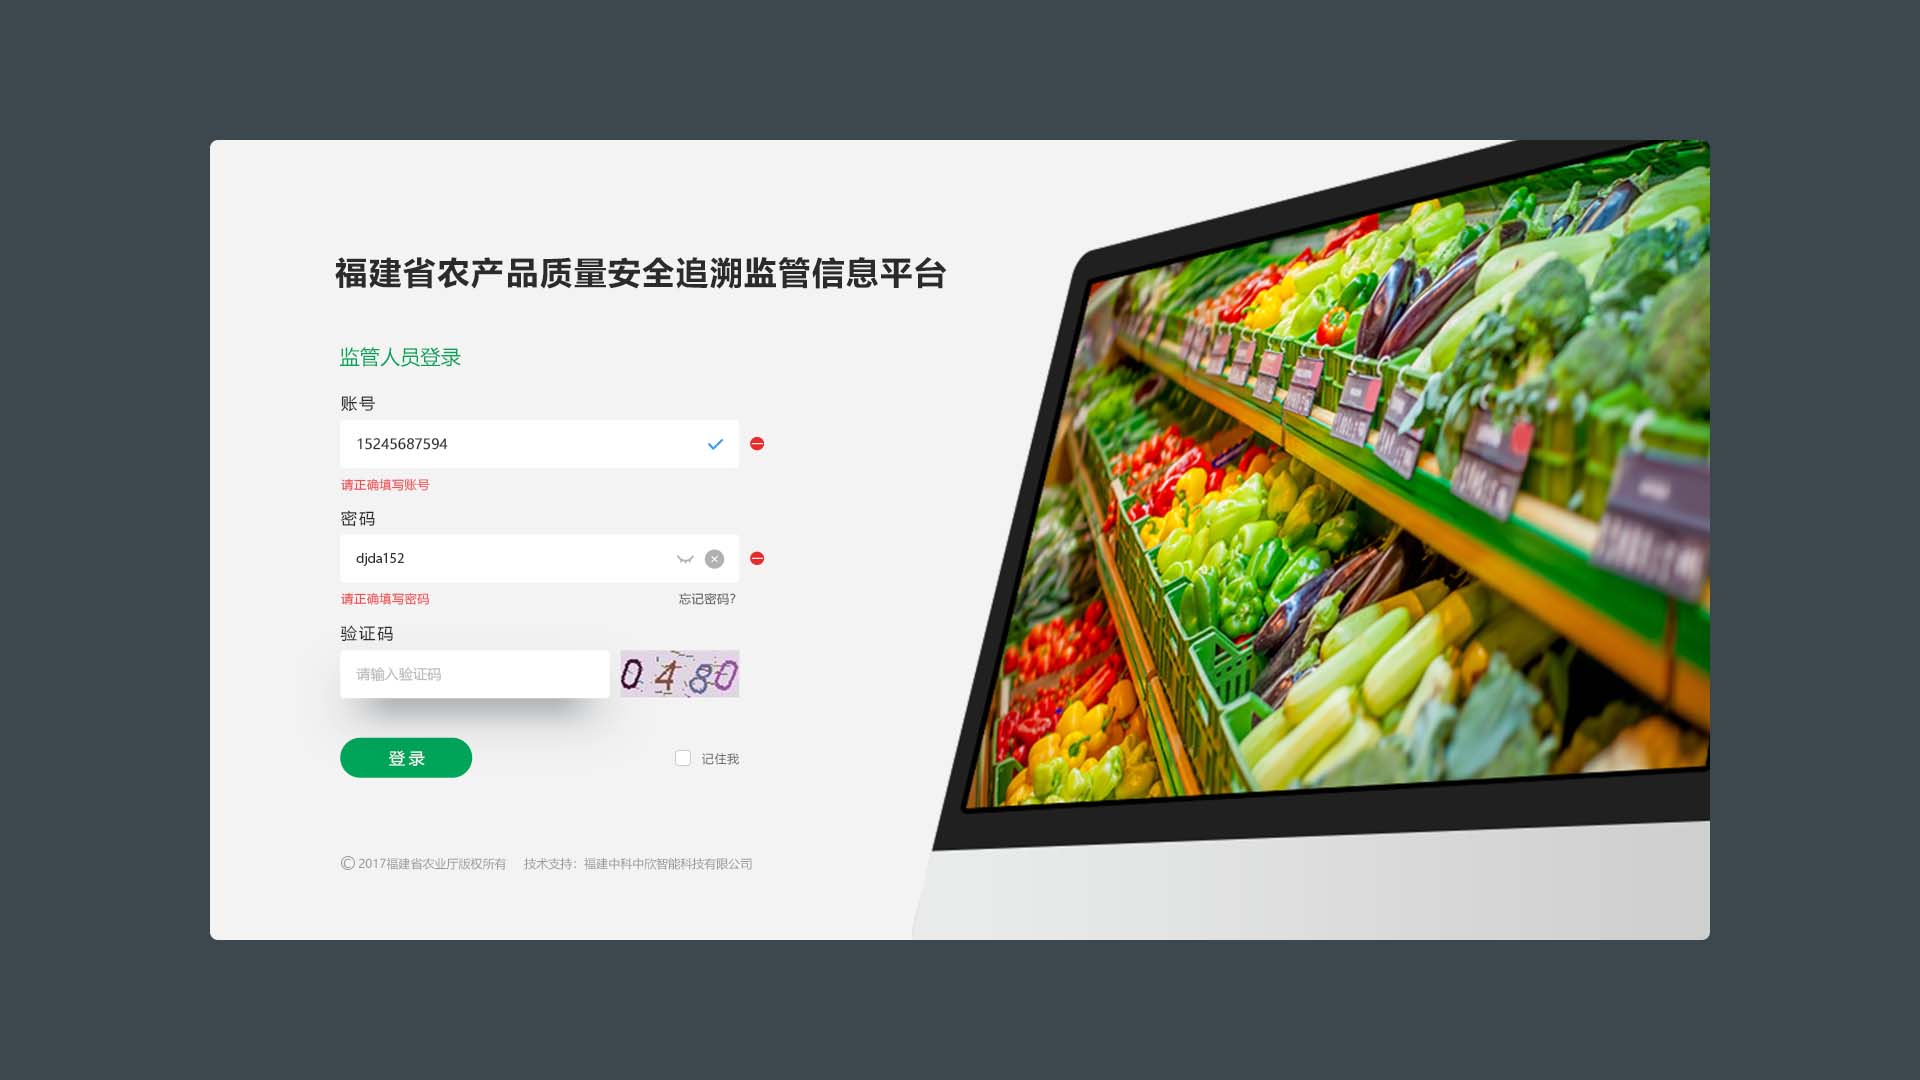 福建省农产品质量安全追溯监管信息平台
监管人员登录
账号
15245687594
请正确填写账号
密码
djda152
请正确填写密码 忘记密码?
验证码
请输入验证码 0480
登录 记住我
© 2017福建省农业厅版权所有 技术支持：福建中科中欣智能科技有限公司